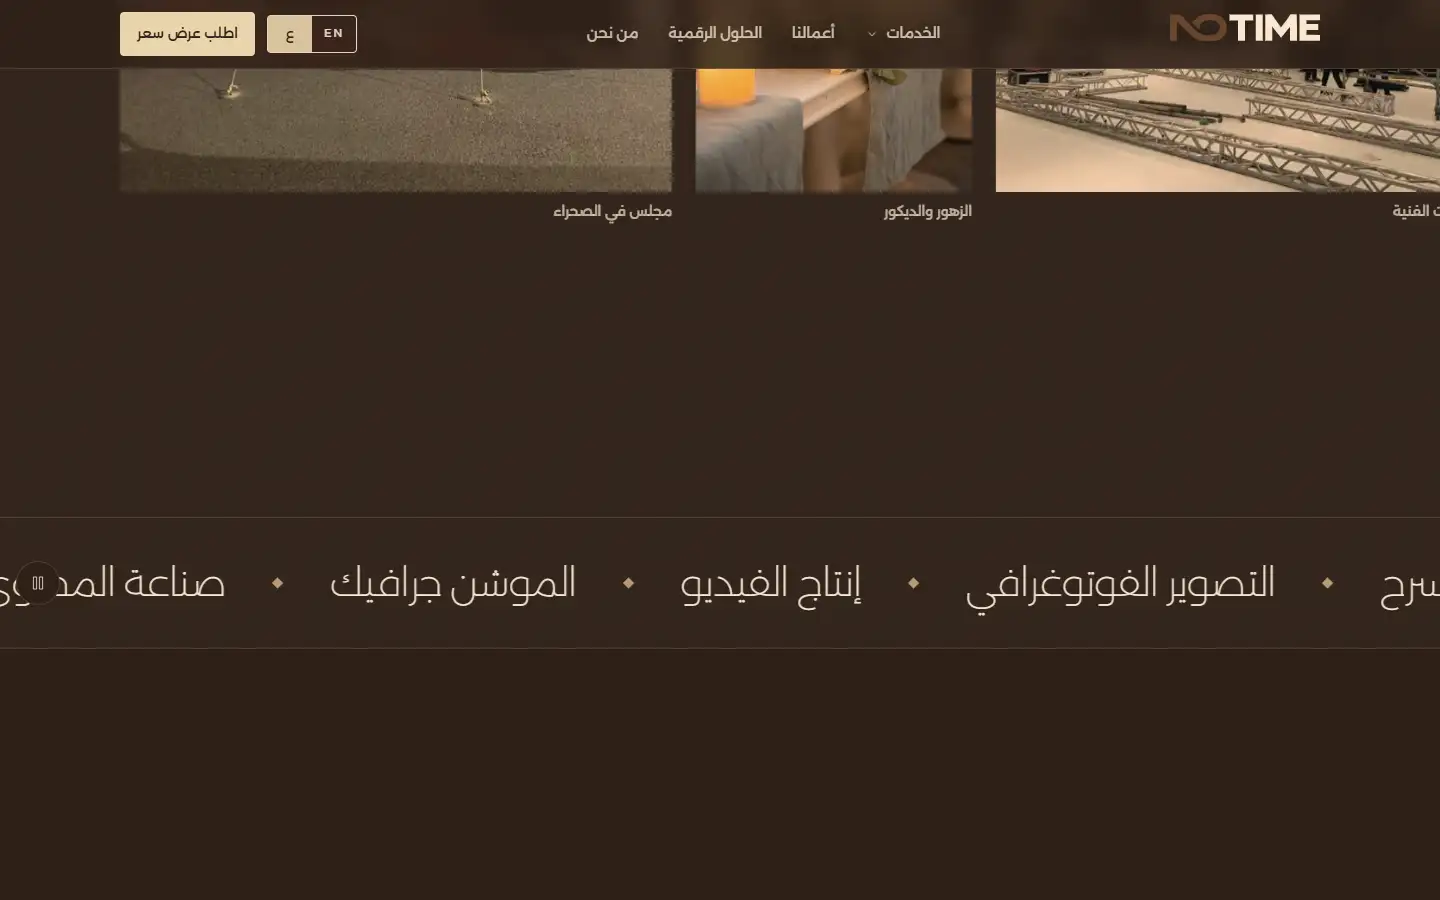 NOTIME
الخدمات أعمالنا الحلول الرقمية من نحن
EN ع
اطلب عرض سعر
الفنية
الزهور والديكور
مجلس في الصحراء
التصوير الفوتوغرافي ◆ إنتاج الفيديو ◆ الموشن جرافيك ◆ صناعة